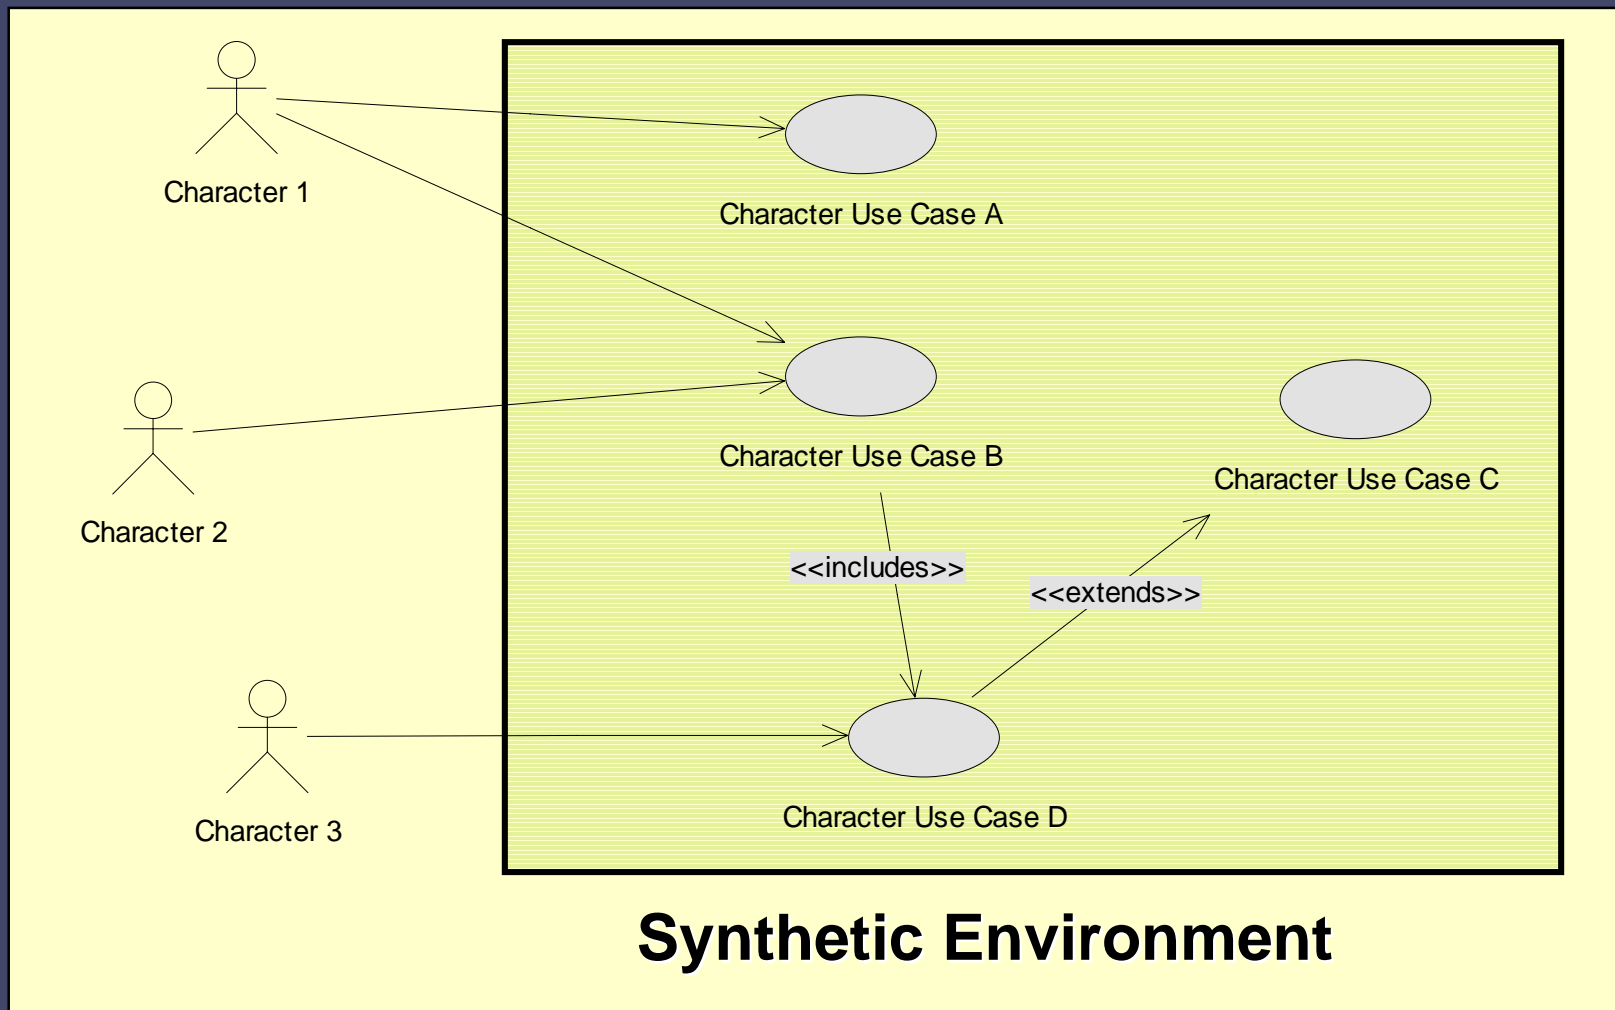 Character 1
Character Use Case A
Character Use Case B
Character Use Case C
Character 2
<<includes>>
<<extends>>
Character Use Case D
Character 3
Synthetic Environment